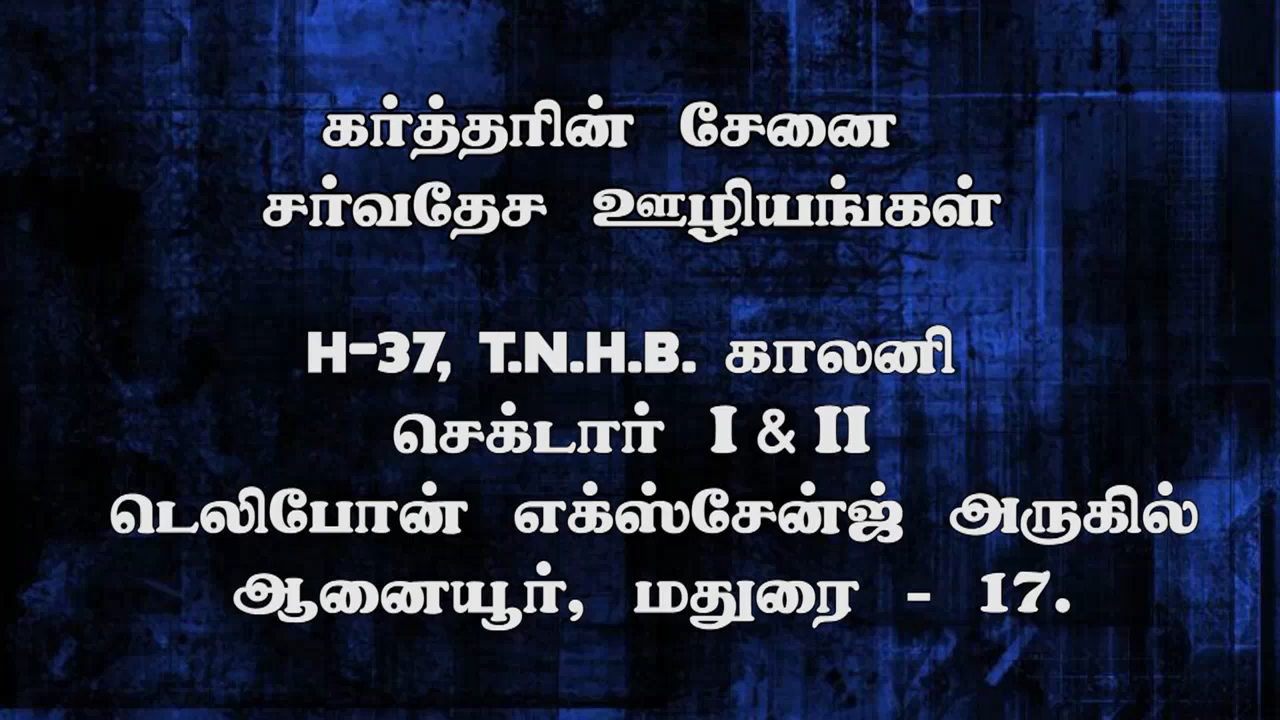 கர்த்தரின் சேனை
சர்வதேச ஊழியங்கள்
H-37, T.N.H.B. காலனி
செக்டார் I & II
டெலிபோன் எக்ஸ்சேன்ஜ் அருகில்
ஆனையூர், மதுரை - 17.